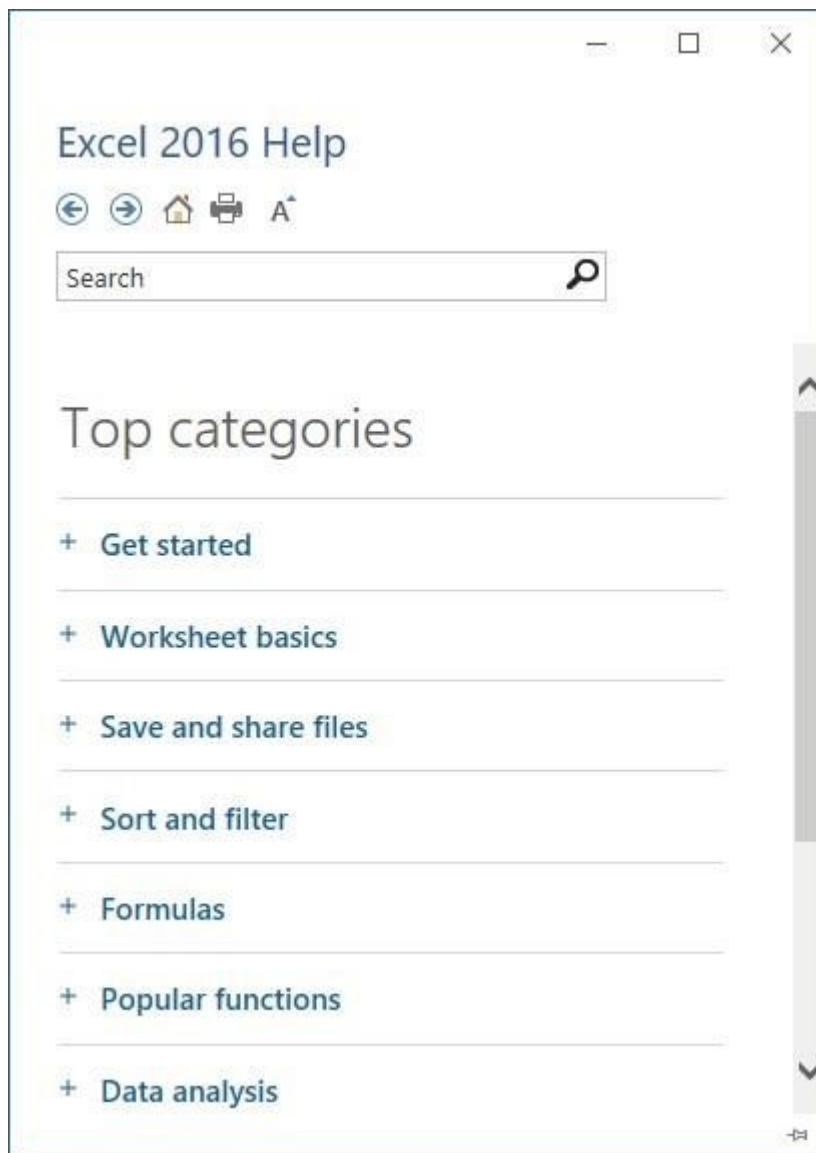 Excel 2016 Help
A
Search
Top categories
+ Get started
+ Worksheet basics
+ Save and share files
+ Sort and filter
+ Formulas
+ Popular functions
+ Data analysis